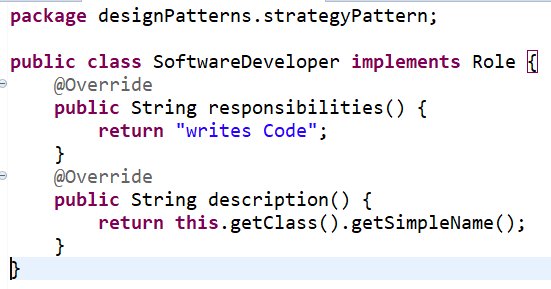 package designPatterns.strategyPattern;
public class SoftwareDeveloper implements Role {
@Override
public String responsibilities() {
return "writes Code";
}
@Override
public String description() {
return this.getClass().getSimpleName();
}
}